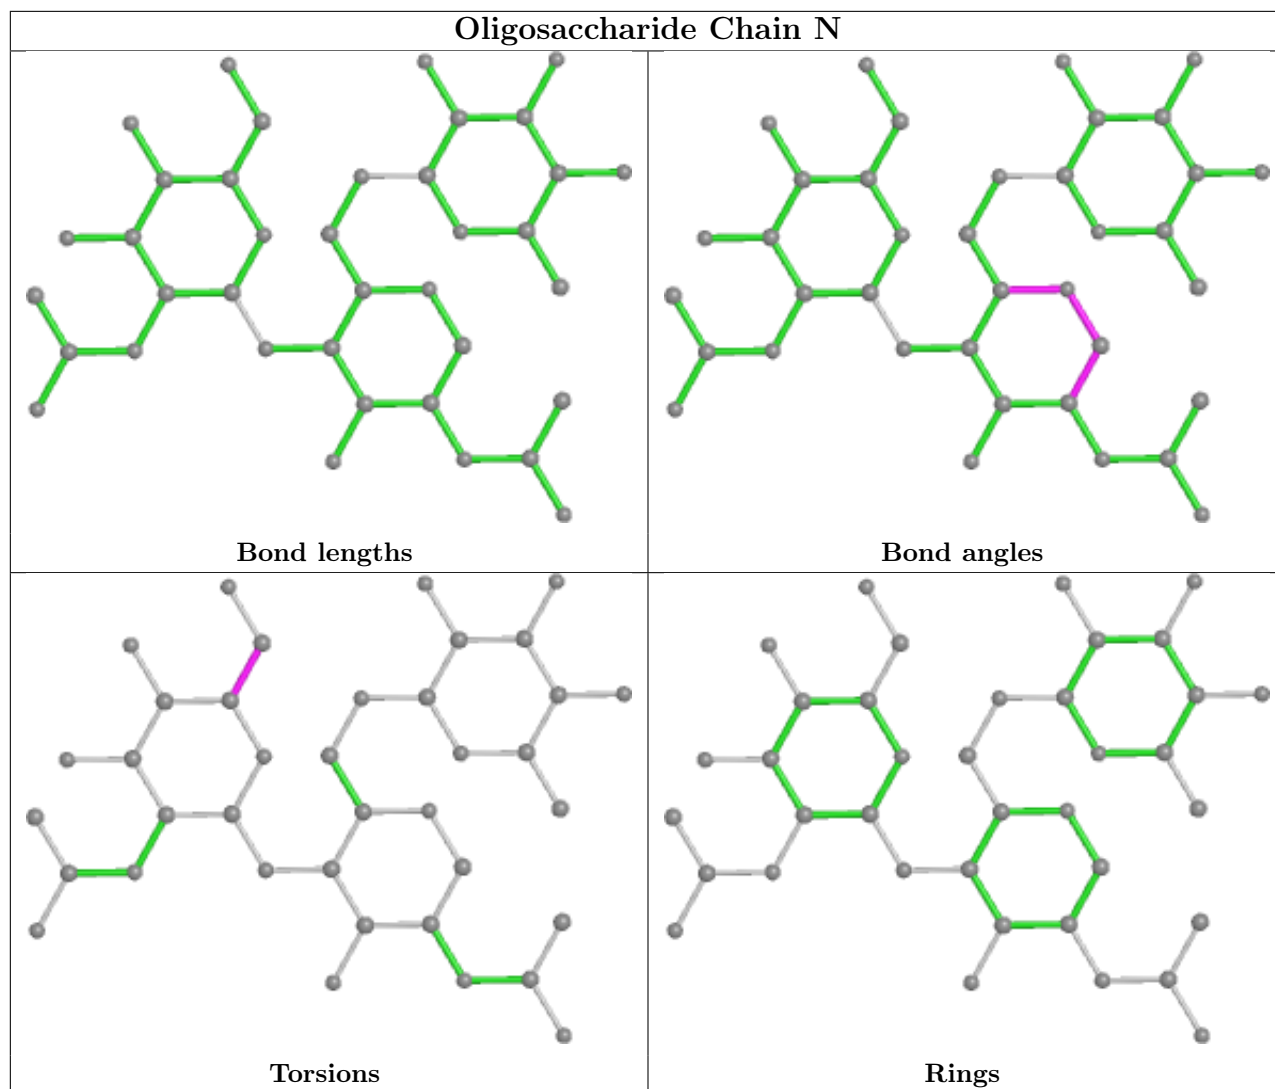 Oligosaccharide Chain N
Bond lengths
Bond angles
Torsions
Rings